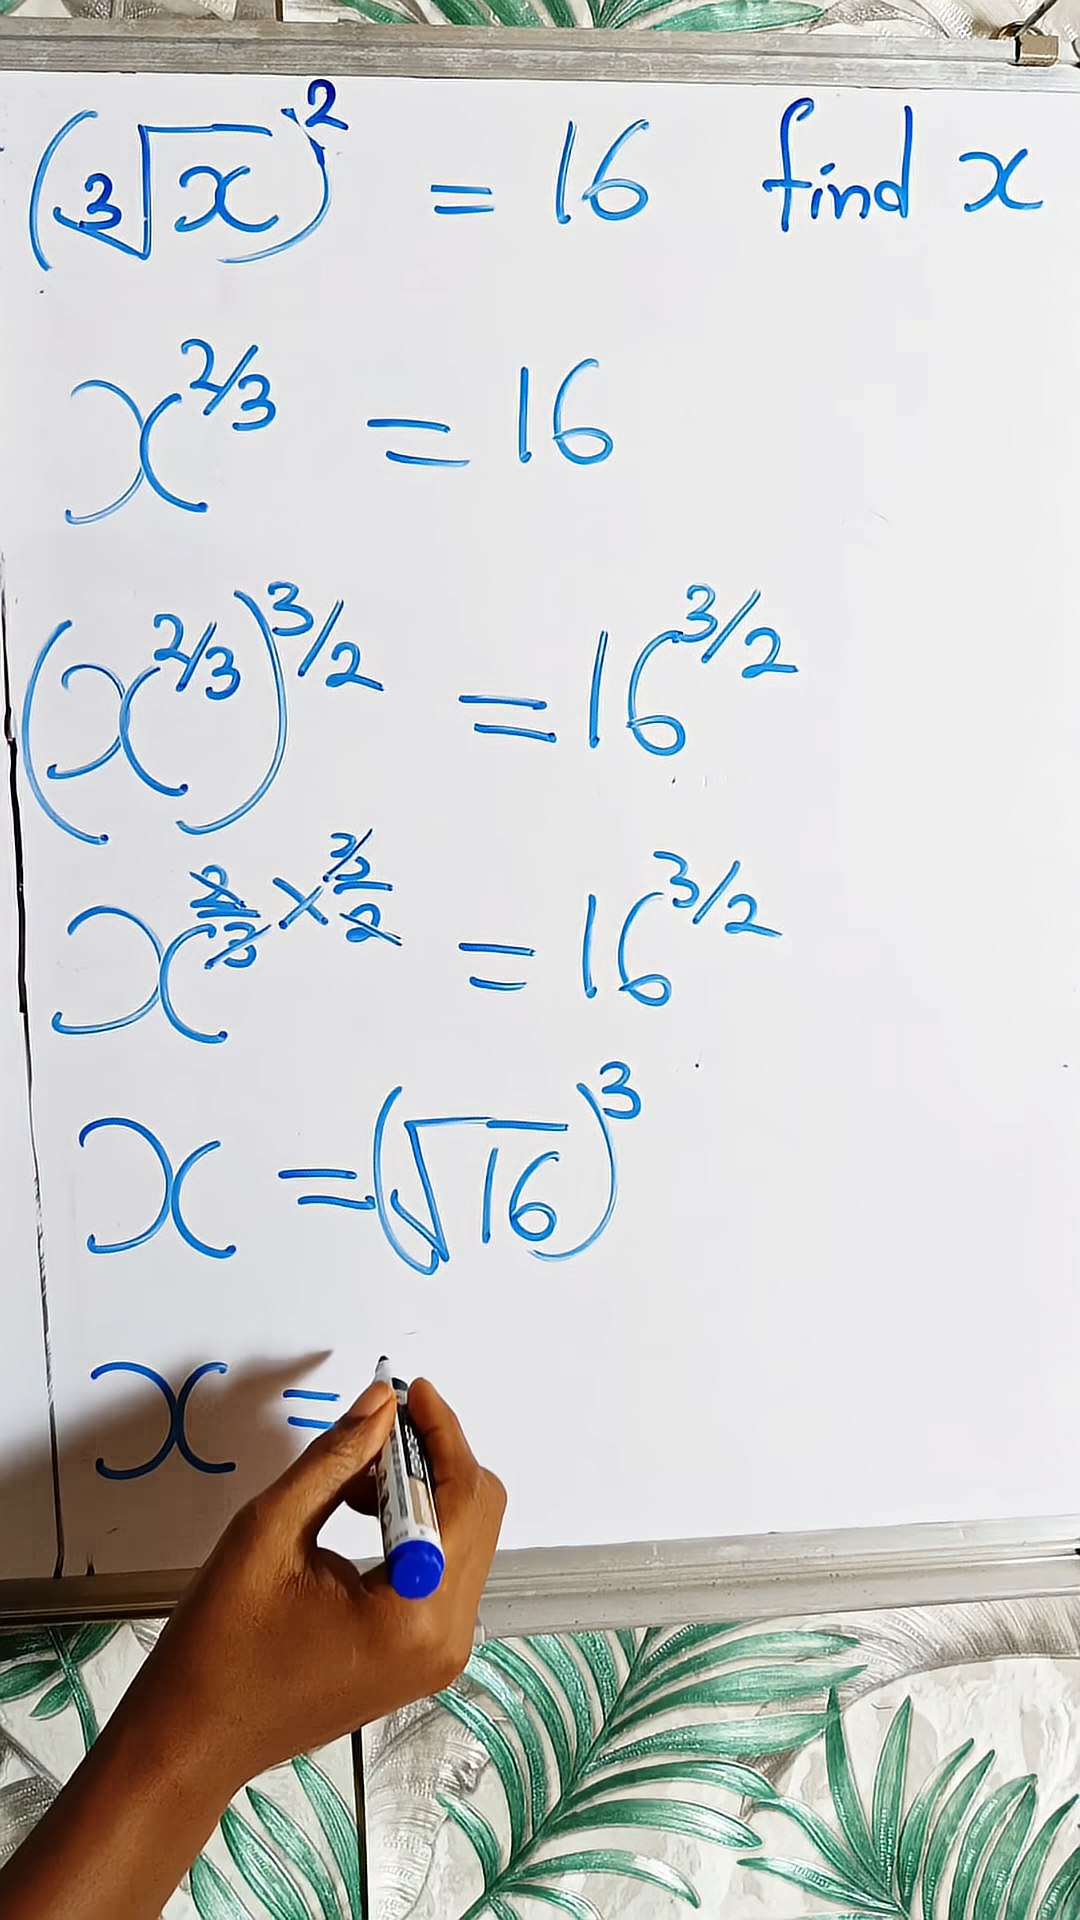 (³√x)² = 16 find x
x^2/3 = 16
(x^2/3)^3/2 = 16^3/2
x^2/3 × 3/2 = 16^3/2
x = (√16)³
x =